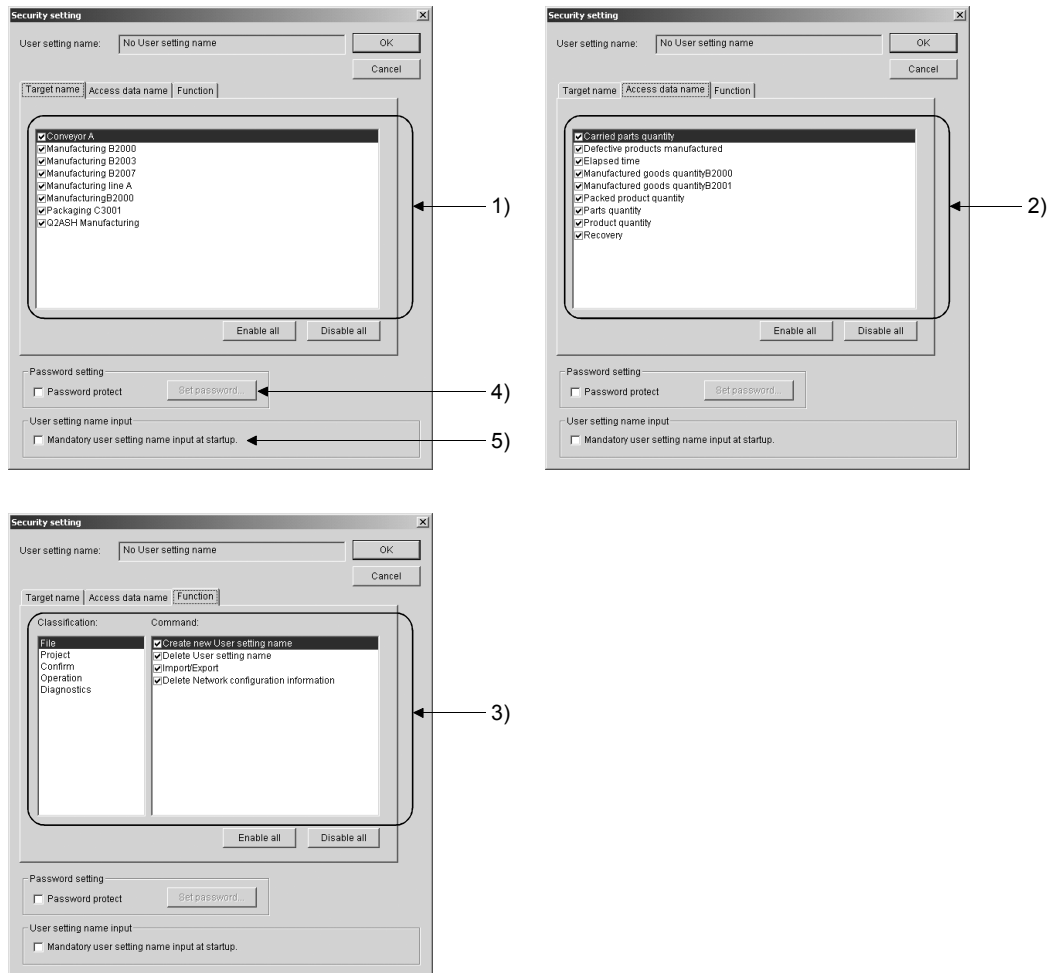 Security setting
User setting name: No User setting name OK
Cancel
Target name Access data name Function
Conveyor A
Manufacturing B2000
Manufacturing B2003
Manufacturing B2007
Manufacturing line A
ManufacturingB2000
Packaging C3001
Q2ASH Manufacturing
1)
Enable all Disable all
Password setting
Password protect Set password...
4)
User setting name input
Mandatory user setting name input at startup.
5)
Security setting
User setting name: No User setting name OK
Cancel
Target name Access data name Function
Carried parts quantity
Defective products manufactured
Elapsed time
Manufactured goods quantityB2000
Manufactured goods quantityB2001
Packed product quantity
Parts quantity
Product quantity
Recovery
2)
Enable all Disable all
Password setting
Password protect Set password...
User setting name input
Mandatory user setting name input at startup.
Security setting
User setting name: No User setting name OK
Cancel
Target name Access data name Function
Classification: Command:
File Create new User setting name
Project Delete User setting name
Confirm Import/Export
Operation Delete Network configuration information
Diagnostics
3)
Enable all Disable all
Password setting
Password protect Set password...
User setting name input
Mandatory user setting name input at startup.